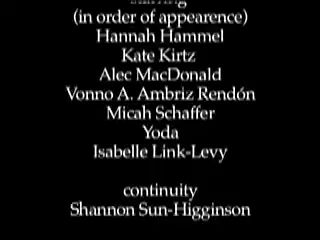 (in order of appearence)
Hannah Hammel
Kate Kirtz
Alec MacDonald
Vonno A. Ambriz Rendón
Micah Schaffer
Yoda
Isabelle Link-Levy
continuity
Shannon Sun-Higginson